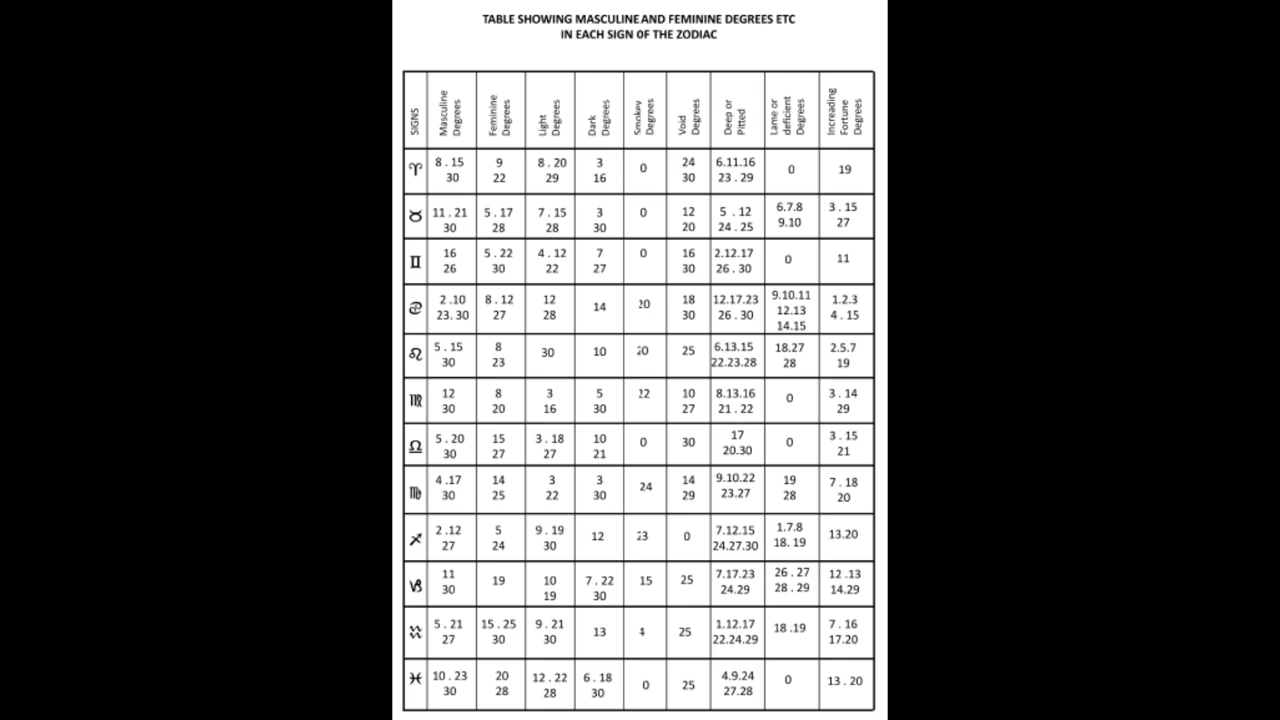 TABLE SHOWING MASCULINE AND FEMININE DEGREES ETC
IN EACH SIGN 0F THE ZODIAC
SIGNS
Masculine
Degrees
Feminine
Degrees
Light
Degrees
Dark
Degrees
Smokey
Degrees
Void
Degrees
Deep or
Pitted
Lame or
deficient
Degrees
Increading
Fortune
Degrees
♈ 8 . 15 9 8 . 20 3 0 24 6.11.16 0 19
30 22 29 16 30 23 . 29
♉ 11 . 21 5 . 17 7 . 15 3 0 12 5 . 12 6.7.8 3 . 15
30 28 28 30 20 24 . 25 9.10 27
♊ 16 5 . 22 4 . 12 7 0 16 2.12.17 0 11
26 30 22 27 30 26 . 30
♋ 2 .10 8 . 12 12 14 20 18 12.17.23 9.10.11 1.2.3
23. 30 27 28 30 26 . 30 12.13 4 . 15
14.15
♌ 5 . 15 8 30 10 20 25 6.13.15 18.27 2.5.7
30 23 22.23.28 28 19
♍ 12 8 3 5 22 10 8.13.16 0 3 . 14
30 20 16 30 27 21 . 22 29
♎ 5 . 20 15 3 . 18 10 0 30 17 0 3 . 15
30 27 27 21 20.30 21
♏ 4 .17 14 3 3 24 14 9.10.22 19 7 . 18
30 25 22 30 29 23.27 28 20
♐ 2 .12 5 9 . 19 12 23 0 7.12.15 1.7.8 13.20
27 24 30 24.27.30 18. 19
♑ 11 19 10 7 . 22 15 25 7.17.23 26 . 27 12 .13
30 19 30 24.29 28 . 29 14.29
♒ 5 . 21 15 . 25 9 . 21 13 4 25 1.12.17 18 .19 7 . 16
27 30 30 22.24.29 17.20
♓ 10 . 23 20 12 . 22 6 . 18 0 25 4.9.24 0 13 . 20
30 28 28 30 27.28